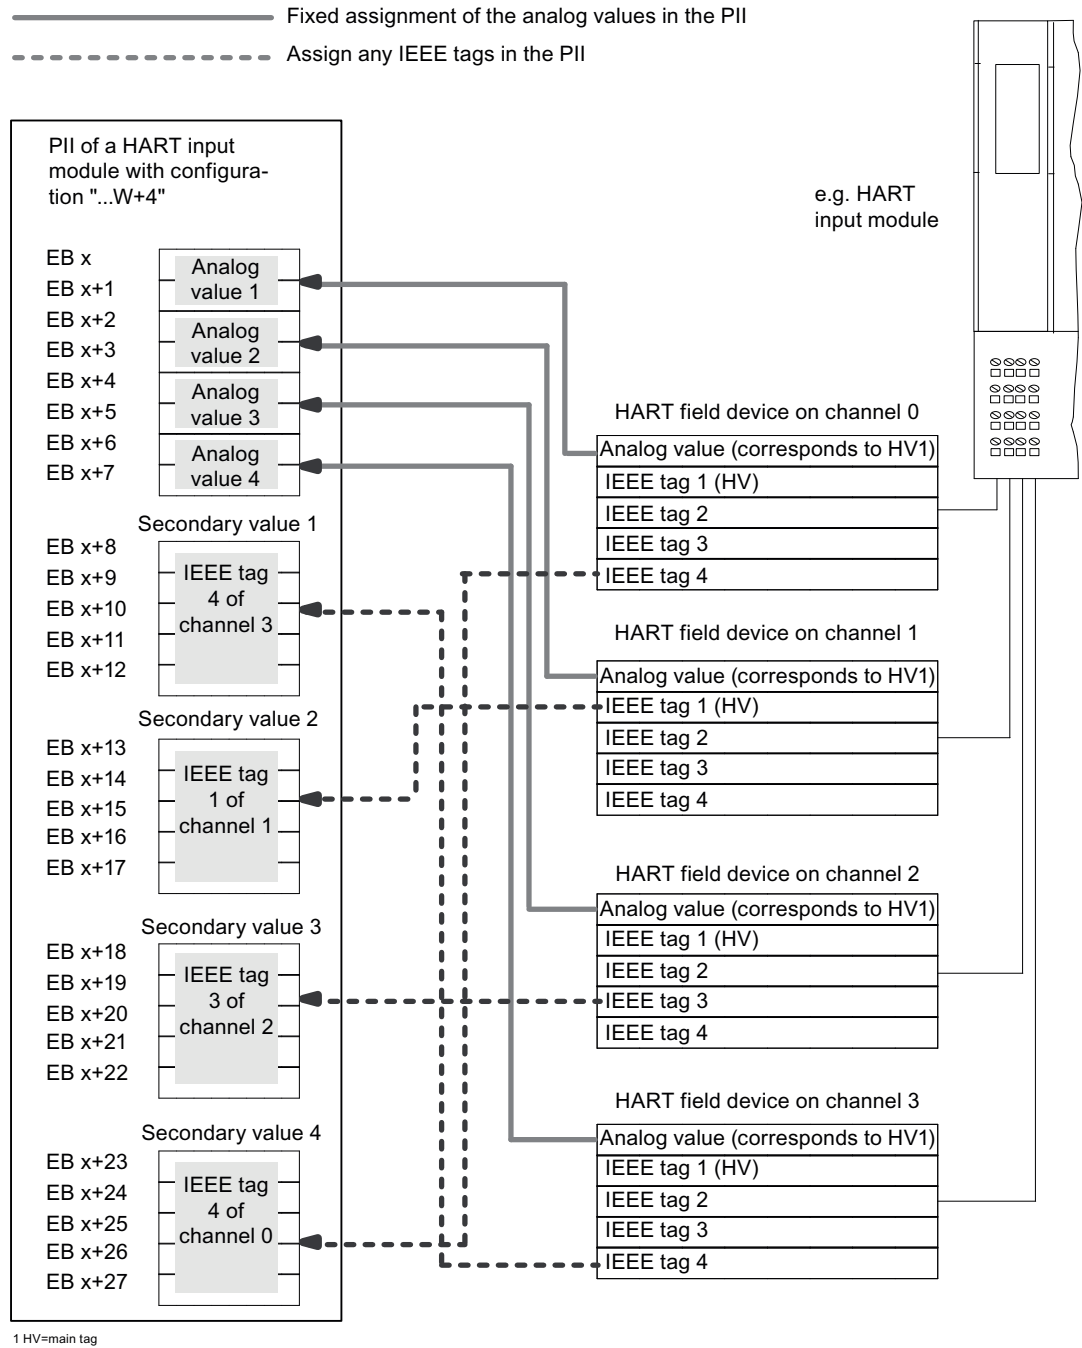 Fixed assignment of the analog values in the PII
Assign any IEEE tags in the PII
PII of a HART input
module with configura-
tion "...W+4"
e.g. HART
input module
EB x
EB x+1
Analog
value 1
EB x+2
EB x+3
Analog
value 2
EB x+4
EB x+5
Analog
value 3
EB x+6
EB x+7
Analog
value 4
Secondary value 1
EB x+8
EB x+9
EB x+10
EB x+11
EB x+12
IEEE tag
4 of
channel 3
Secondary value 2
EB x+13
EB x+14
EB x+15
EB x+16
EB x+17
IEEE tag
1 of
channel 1
Secondary value 3
EB x+18
EB x+19
EB x+20
EB x+21
EB x+22
IEEE tag
3 of
channel 2
Secondary value 4
EB x+23
EB x+24
EB x+25
EB x+26
EB x+27
IEEE tag
4 of
channel 0
HART field device on channel 0
Analog value (corresponds to HV1)
IEEE tag 1 (HV)
IEEE tag 2
IEEE tag 3
IEEE tag 4
HART field device on channel 1
Analog value (corresponds to HV1)
IEEE tag 1 (HV)
IEEE tag 2
IEEE tag 3
IEEE tag 4
HART field device on channel 2
Analog value (corresponds to HV1)
IEEE tag 1 (HV)
IEEE tag 2
IEEE tag 3
IEEE tag 4
HART field device on channel 3
Analog value (corresponds to HV1)
IEEE tag 1 (HV)
IEEE tag 2
IEEE tag 3
IEEE tag 4
1 HV=main tag